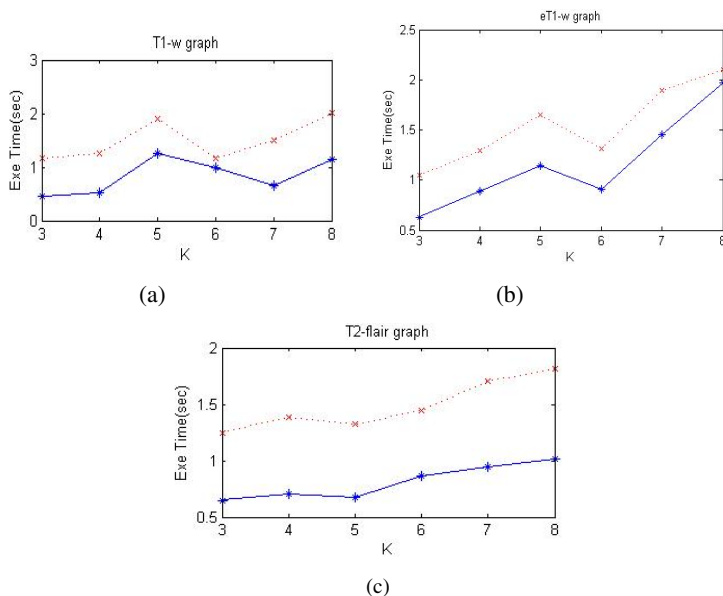 T1-w graph
3
2
1
0
Exe Time(sec)
3 4 5 6 7 8
K
(a)
eT1-w graph
2.5
2
1.5
1
0.5
Exe Time(sec)
3 4 5 6 7 8
K
(b)
T2-flair graph
2
1.5
1
0.5
Exe Time(sec)
3 4 5 6 7 8
K
(c)